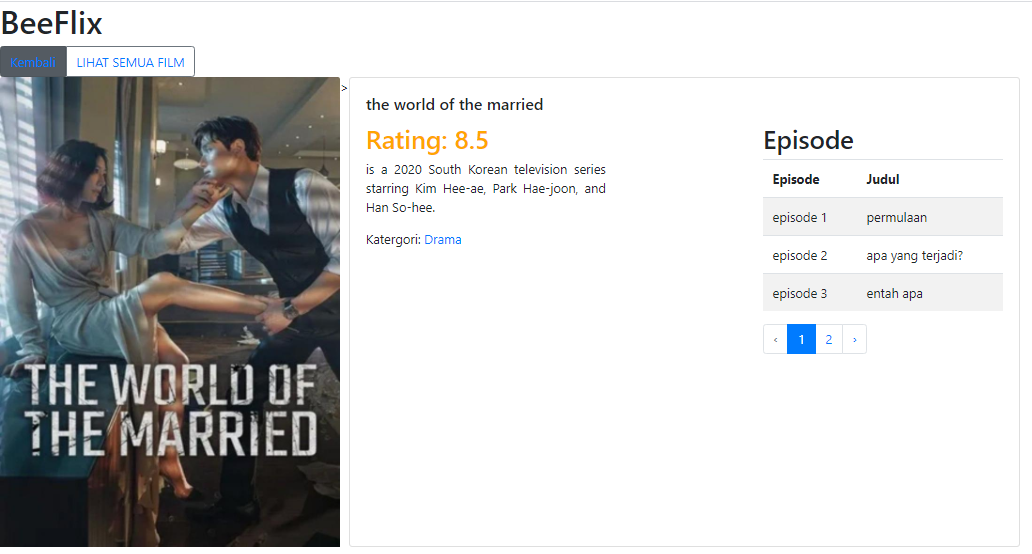 BeeFlix
Kembali LIHAT SEMUA FILM
THE WORLD OF
THE MARRIED
>
the world of the married
Rating: 8.5
is a 2020 South Korean television series
starring Kim Hee-ae, Park Hae-joon, and
Han So-hee.
Katergori: Drama
Episode
Episode Judul
episode 1 permulaan
episode 2 apa yang terjadi?
episode 3 entah apa
‹ 1 2 ›